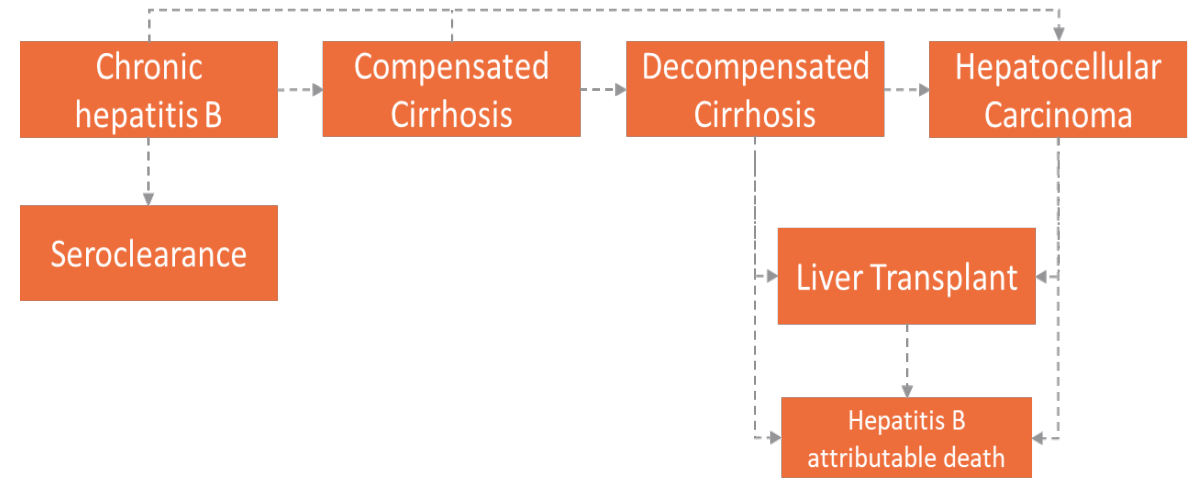 Chronic
hepatitis B
Compensated
Cirrhosis
Decompensated
Cirrhosis
Hepatocellular
Carcinoma
Seroclearance
Liver Transplant
Hepatitis B
attributable death